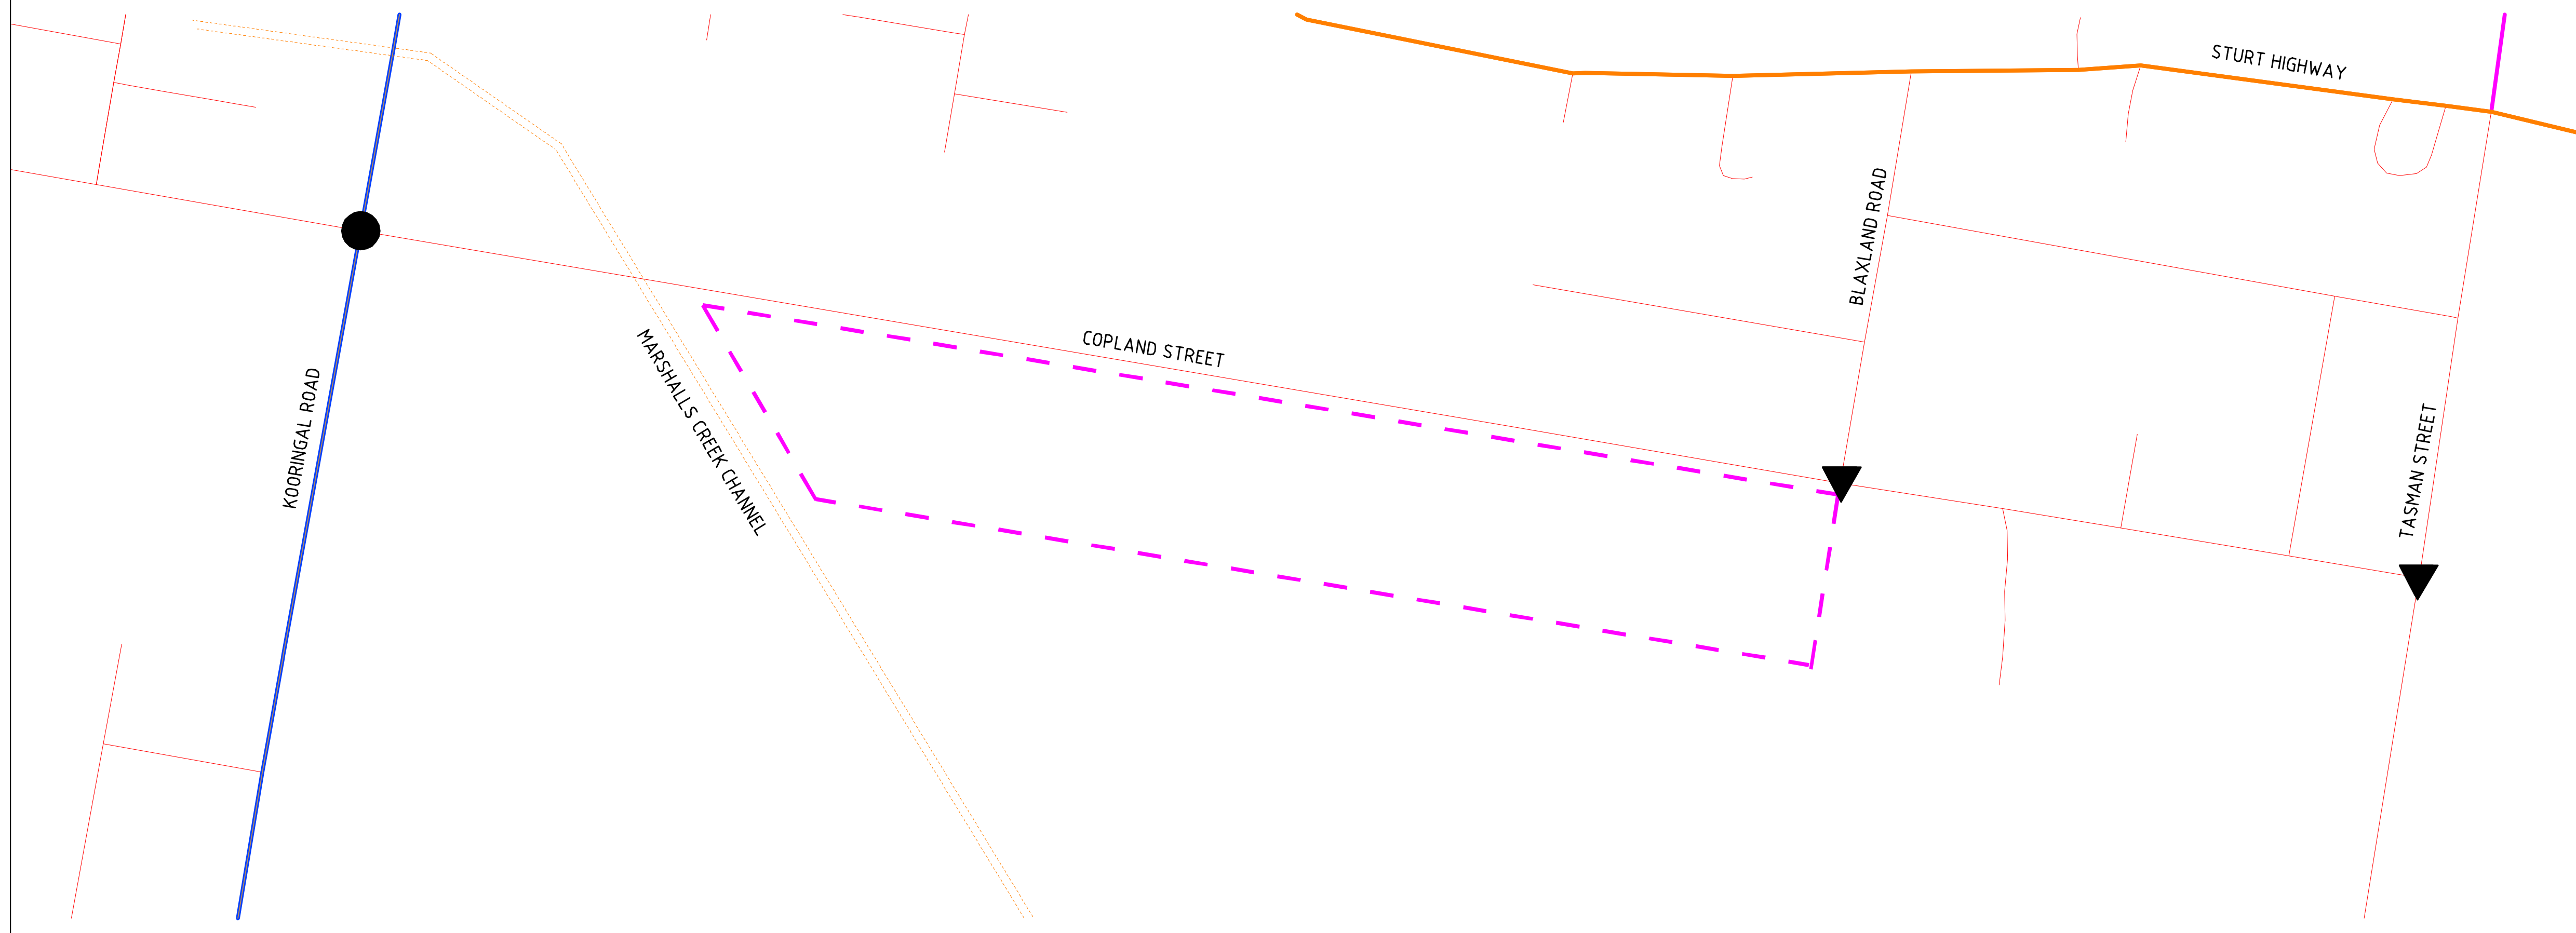 STURT HIGHWAY
BLAXLAND ROAD
COPLAND STREET
MARSHALLS CREEK CHANNEL
KOORINGAL ROAD
TASMAN STREET